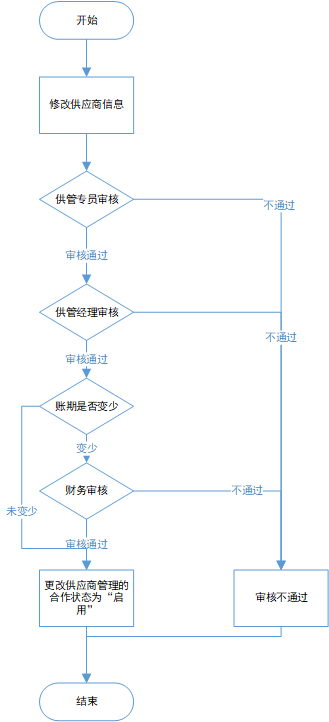 开始
修改供应商信息
供管专员审核
不通过
审核通过
供管经理审核
不通过
审核通过
账期是否变少
变少
财务审核
不通过
未变少
审核通过
更改供应商管理的
合作状态为“启
用”
审核不通过
结束